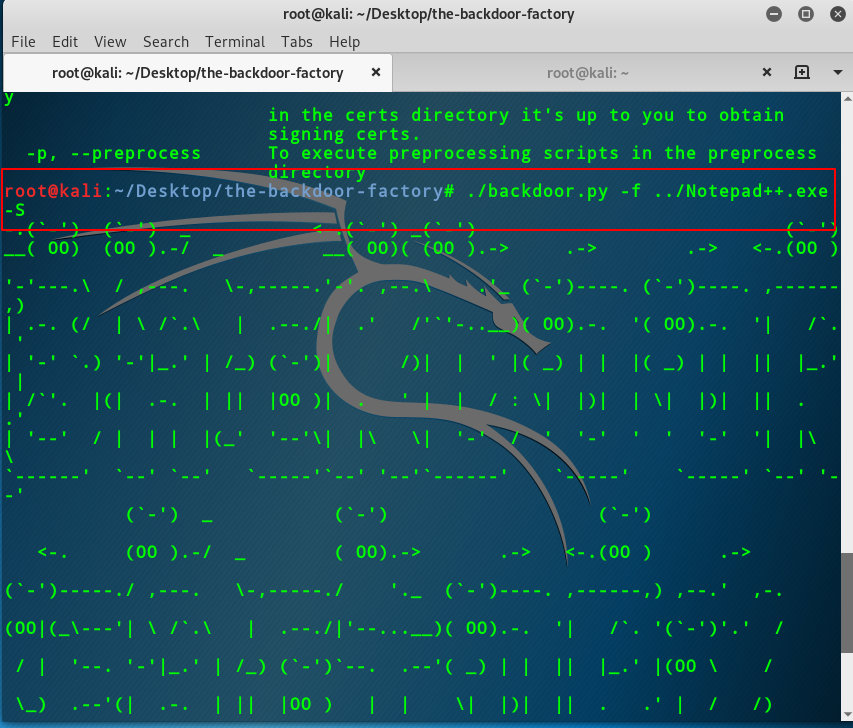 root@kali: ~/Desktop/the-backdoor-factory
File Edit View Search Terminal Tabs Help
root@kali: ~/Desktop/the-backdoor-factory × root@kali: ~ ×
y
in the certs directory it's up to you to obtain
signing certs.
-p, --preprocess To execute preprocessing scripts in the preprocess
directory
root@kali:~/Desktop/the-backdoor-factory# ./backdoor.py -f ../Notepad++.exe
-S